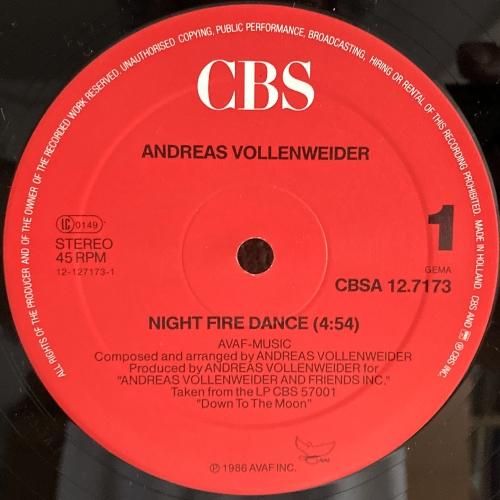 ALL RIGHTS OF THE PRODUCER AND OF THE OWNER OF THE RECORDED WORK RESERVED. UNAUTHORISED COPYING, PUBLIC PERFORMANCE, BROADCASTING, HIRING OR RENTAL OF THIS RECORDING PROHIBITED. MADE IN HOLLAND. CBS AND ℗ CBS INC.
CBS
ANDREAS VOLLENWEIDER
LC 0149
STEREO
45 RPM
12-127173-1
1
GEMA
CBSA 12.7173
NIGHT FIRE DANCE (4:54)
AVAF-MUSIC
Composed and arranged by ANDREAS VOLLENWEIDER
Produced by ANDREAS VOLLENWEIDER for
"ANDREAS VOLLENWEIDER AND FRIENDS INC."
Taken from the LP CBS 57001
"Down To The Moon"
℗ 1986 AVAF INC.